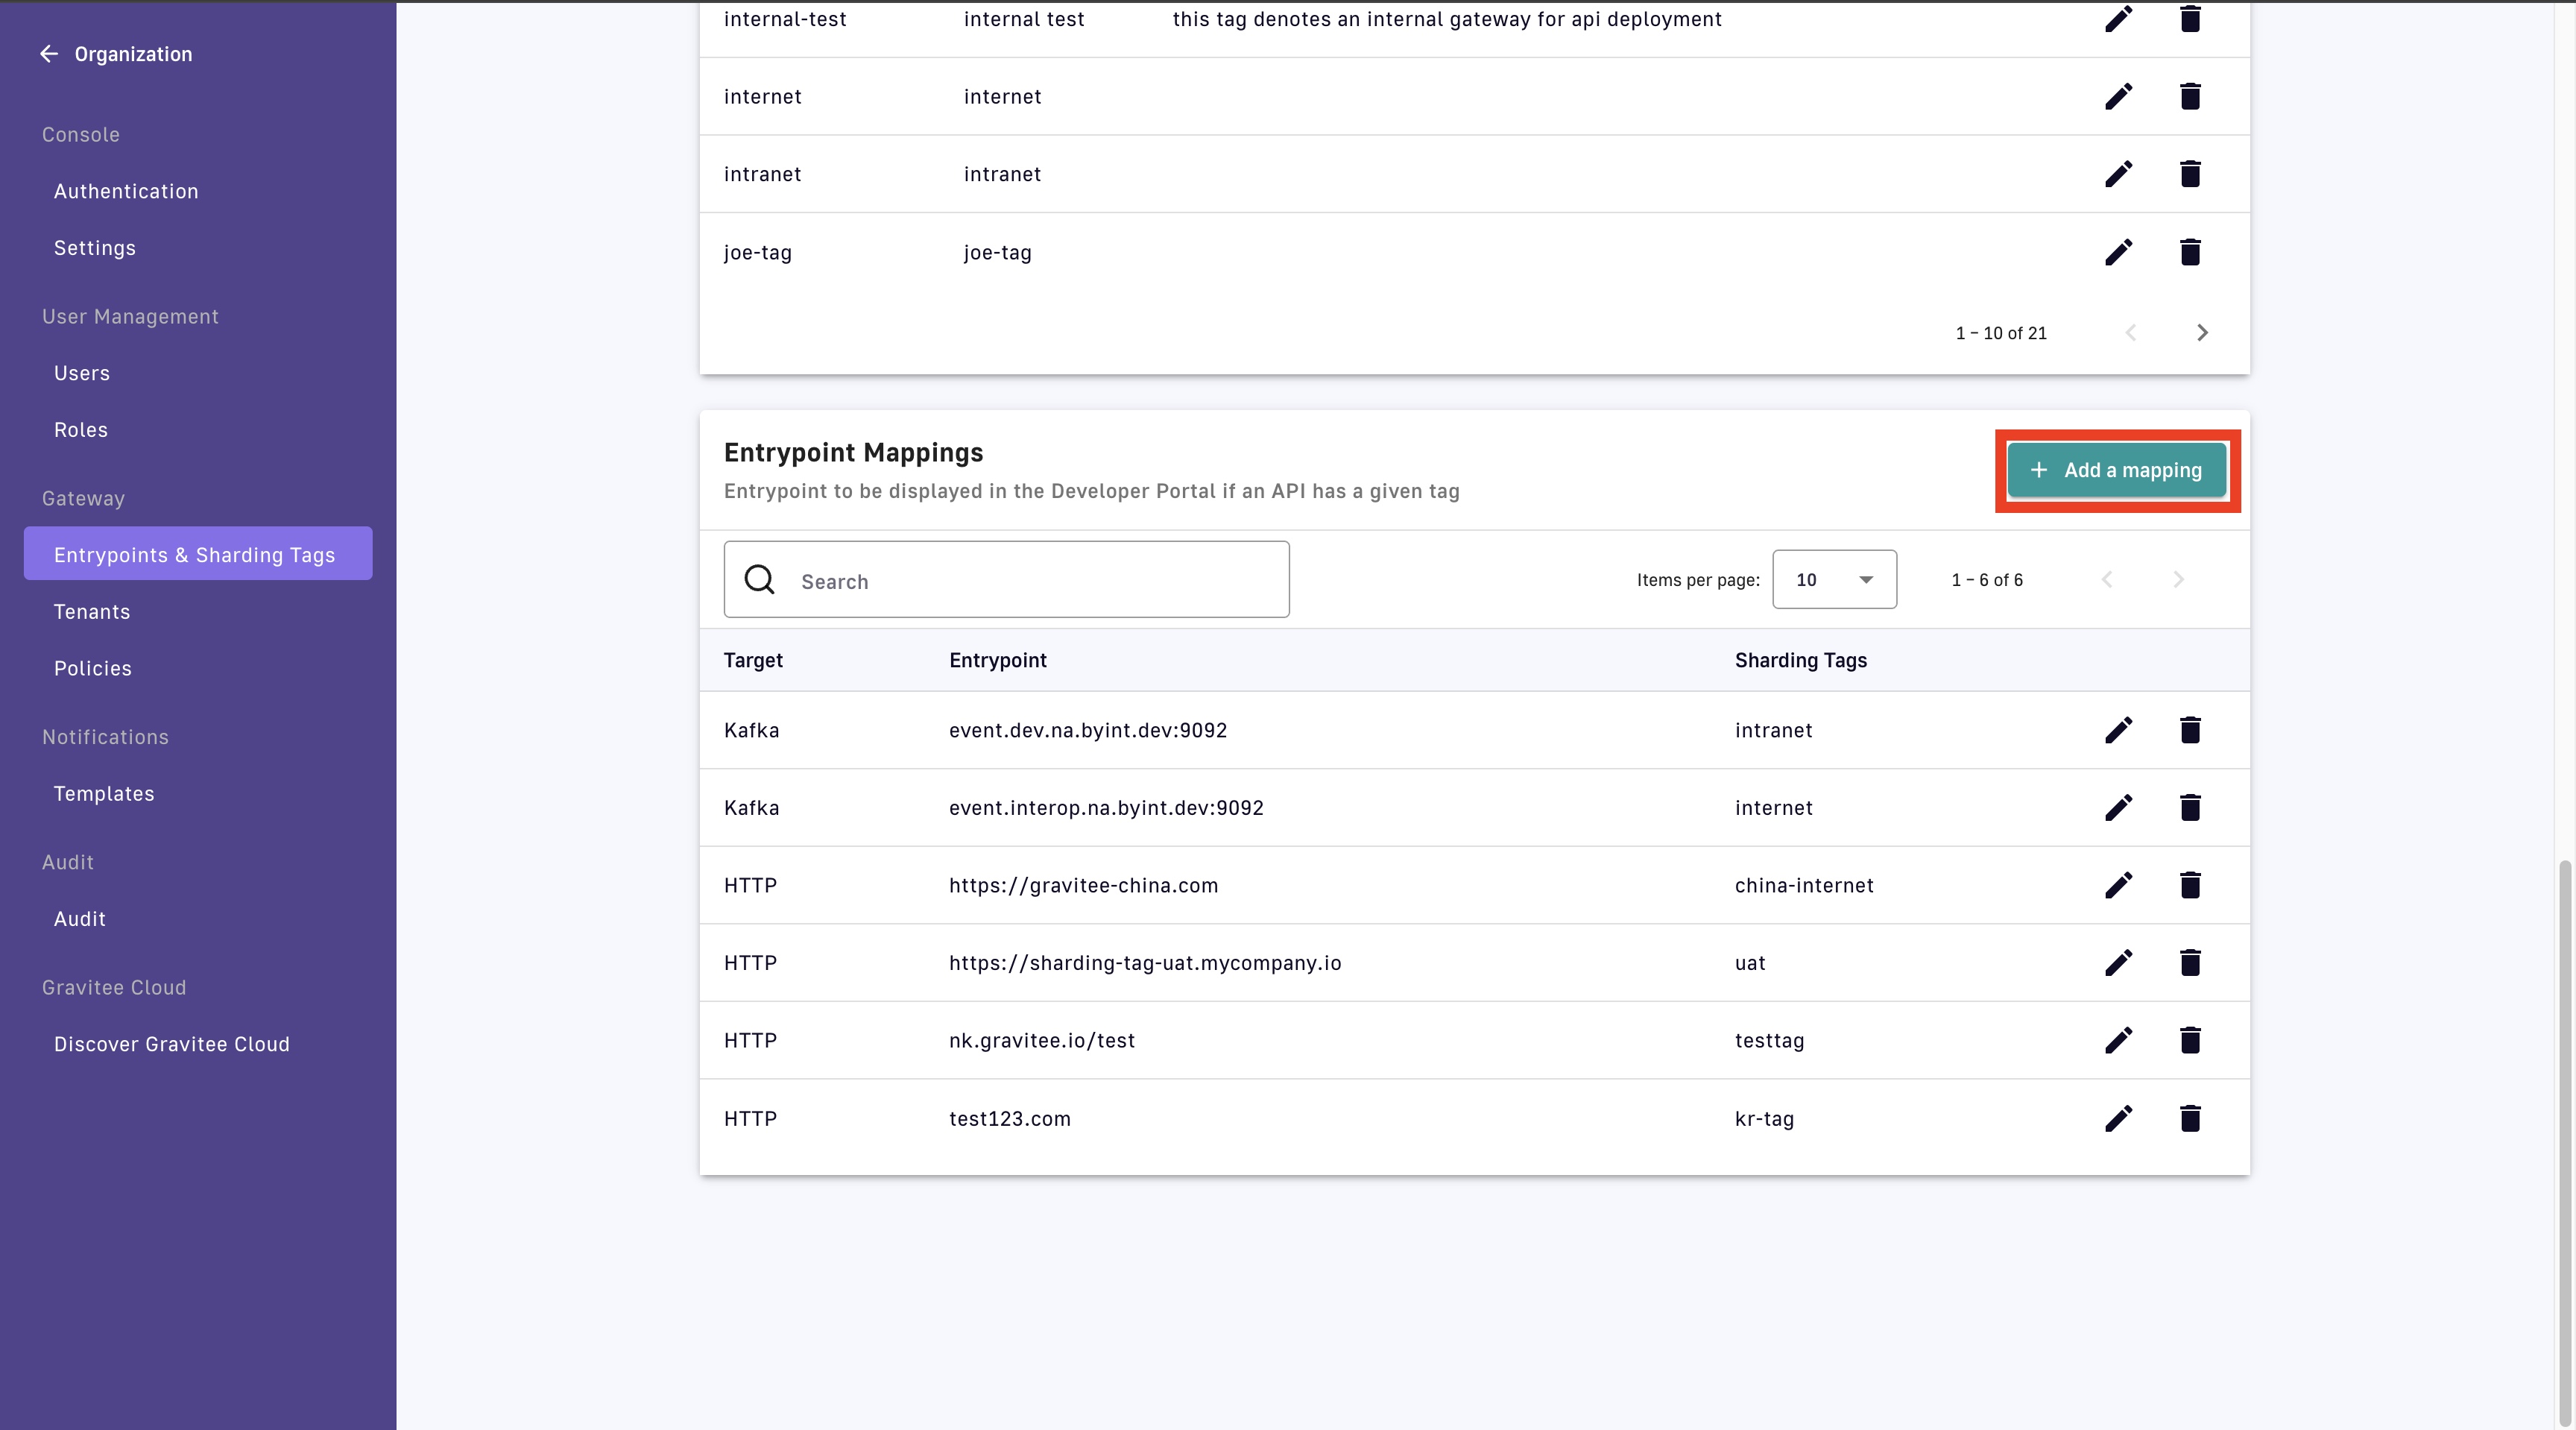 Organization
Console
Authentication
Settings
User Management
Users
Roles
Gateway
Entrypoints & Sharding Tags
Tenants
Policies
Notifications
Templates
Audit
Audit
Gravitee Cloud
Discover Gravitee Cloud
internal-test internal test this tag denotes an internal gateway for api deployment
internet internet
intranet intranet
joe-tag joe-tag
1 – 10 of 21
Entrypoint Mappings
Entrypoint to be displayed in the Developer Portal if an API has a given tag
+ Add a mapping
Search
Items per page: 10 1 – 6 of 6
Target Entrypoint Sharding Tags
Kafka event.dev.na.byint.dev:9092 intranet
Kafka event.interop.na.byint.dev:9092 internet
HTTP https://gravitee-china.com china-internet
HTTP https://sharding-tag-uat.mycompany.io uat
HTTP nk.gravitee.io/test testtag
HTTP test123.com kr-tag